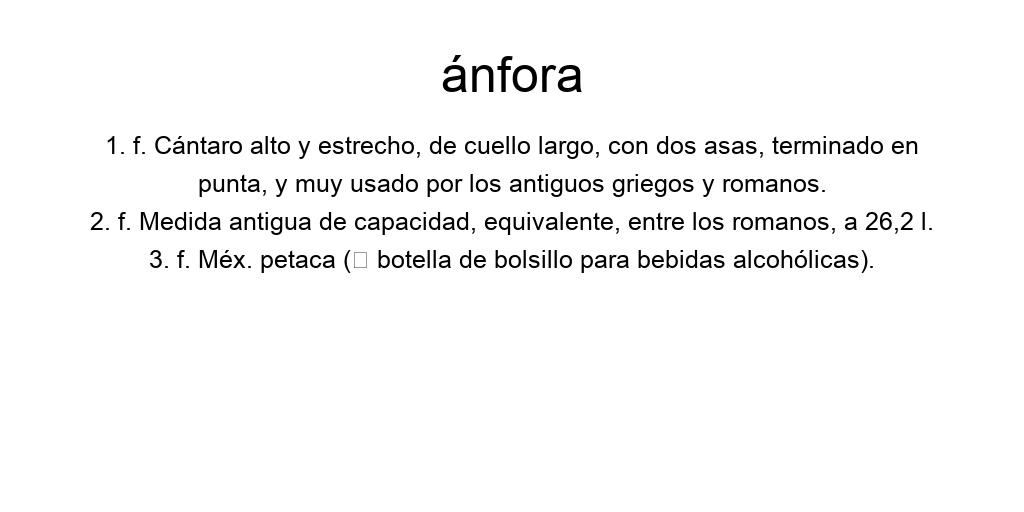 ánfora
1. f. Cántaro alto y estrecho, de cuello largo, con dos asas, terminado en
punta, y muy usado por los antiguos griegos y romanos.
2. f. Medida antigua de capacidad, equivalente, entre los romanos, a 26,2 l.
3. f. Méx. petaca (□ botella de bolsillo para bebidas alcohólicas).